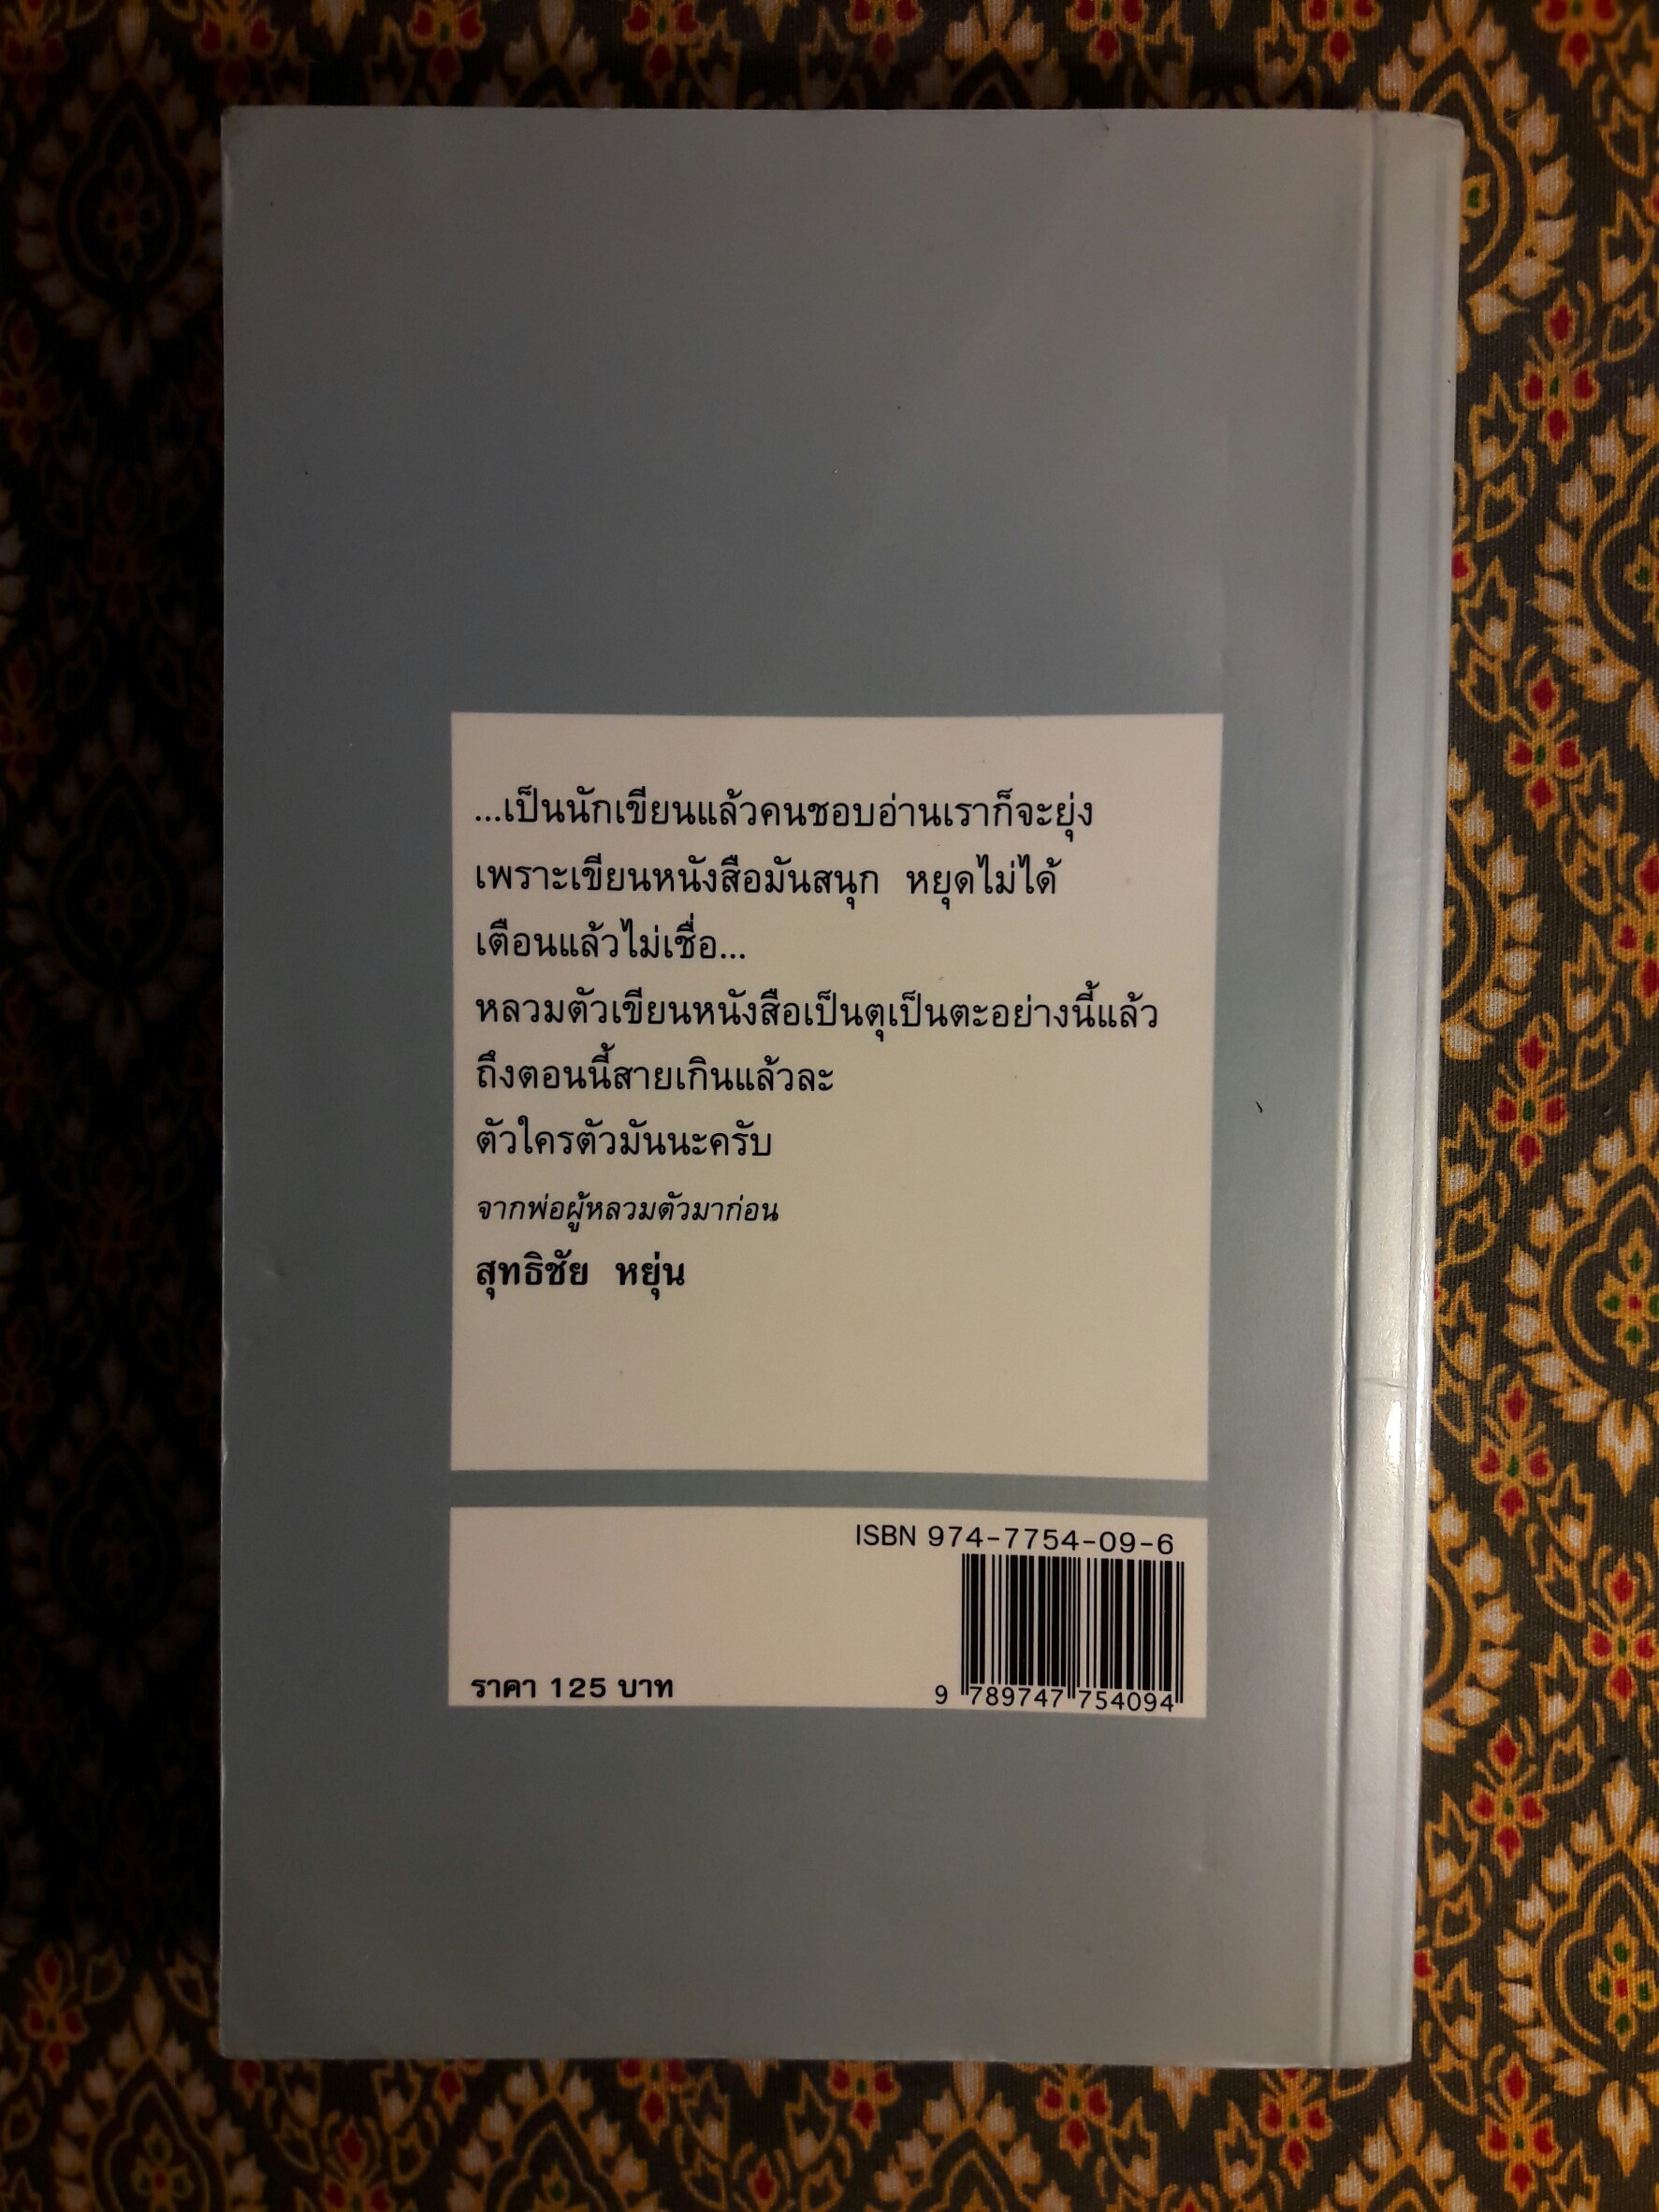 ...เป็นนักเขียนแล้วคนชอบอ่านเราก็จะยุ่ง
เพราะเขียนหนังสือมันสนุก หยุดไม่ได้
เตือนแล้วไม่เชื่อ...
หลวมตัวเขียนหนังสือเป็นตุเป็นตะอย่างนี้แล้ว
ถึงตอนนี้สายเกินแล้วละ
ตัวใครตัวมันนะครับ
จากพ่อผู้หลวมตัวมาก่อน
สุทธิชัย หยุ่น
ISBN 974-7754-09-6
9 789747 754094
ราคา 125 บาท